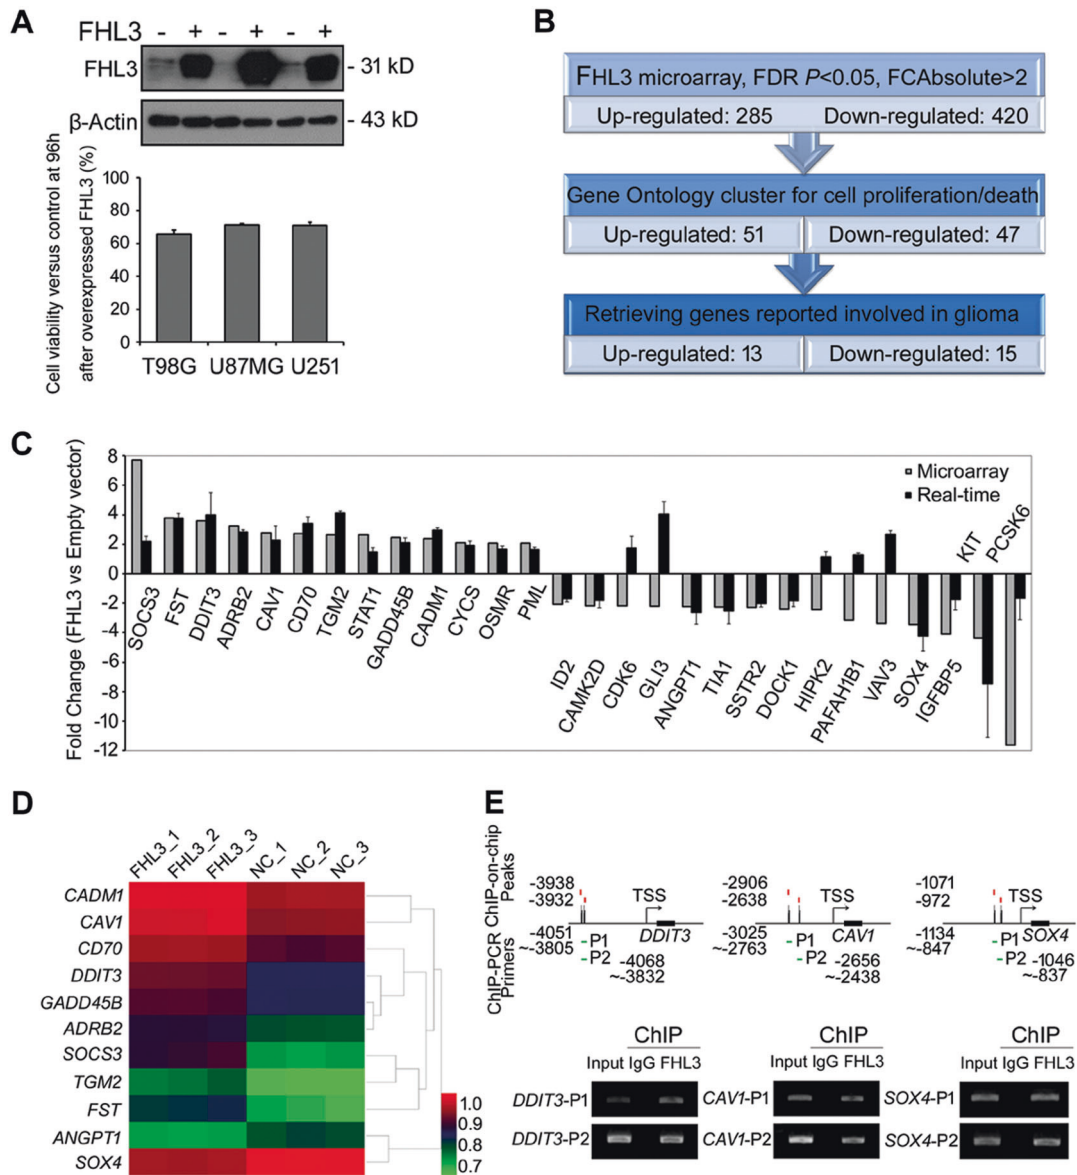 A
FHL3 - + - + - +
FHL3 - 31 kD
β-Actin - 43 kD
Cell viability versus control at 96h
after overexpressed FHL3 (%)
100
80
60
40
20
0
T98G U87MG U251
B
FHL3 microarray, FDR P<0.05, FCAbsolute>2
Up-regulated: 285 Down-regulated: 420
Gene Ontology cluster for cell proliferation/death
Up-regulated: 51 Down-regulated: 47
Retrieving genes reported involved in glioma
Up-regulated: 13 Down-regulated: 15
C
Fold Change (FHL3 vs Empty vector)
8
6
4
2
0
-2
-4
-6
-8
-10
-12
Microarray
Real-time
SOCS3
FST
DDIT3
ADRB2
CAV1
CD70
TGM2
STAT1
GADD45B
CADM1
CYCS
OSMR
PML
ID2
CAMK2D
CDK6
GLI3
ANGPT1
TIA1
SSTR2
DOCK1
HIPK2
PAFAH1B1
VAV3
SOX4
IGFBP5
KIT
PCSK6
D
FHL3_1 FHL3_2 FHL3_3 NC_1 NC_2 NC_3
CADM1
CAV1
CD70
DDIT3
GADD45B
ADRB2
SOCS3
TGM2
FST
ANGPT1
SOX4
1.0
0.9
0.8
0.7
E
ChIP-on-chip
Peaks
ChIP-PCR
Primers
-3938
-3932
TSS
DDIT3
-4051
~-3805
P1
P2
-4068
~-3832
-2906
-2638
TSS
CAV1
-3025
~-2763
P1
P2
-2656
~-2438
-1071
-972
TSS
SOX4
-1134
~-847
P1
P2
-1046
~-837
ChIP
Input IgG FHL3
DDIT3-P1
DDIT3-P2
ChIP
Input IgG FHL3
CAV1-P1
CAV1-P2
ChIP
Input IgG FHL3
SOX4-P1
SOX4-P2